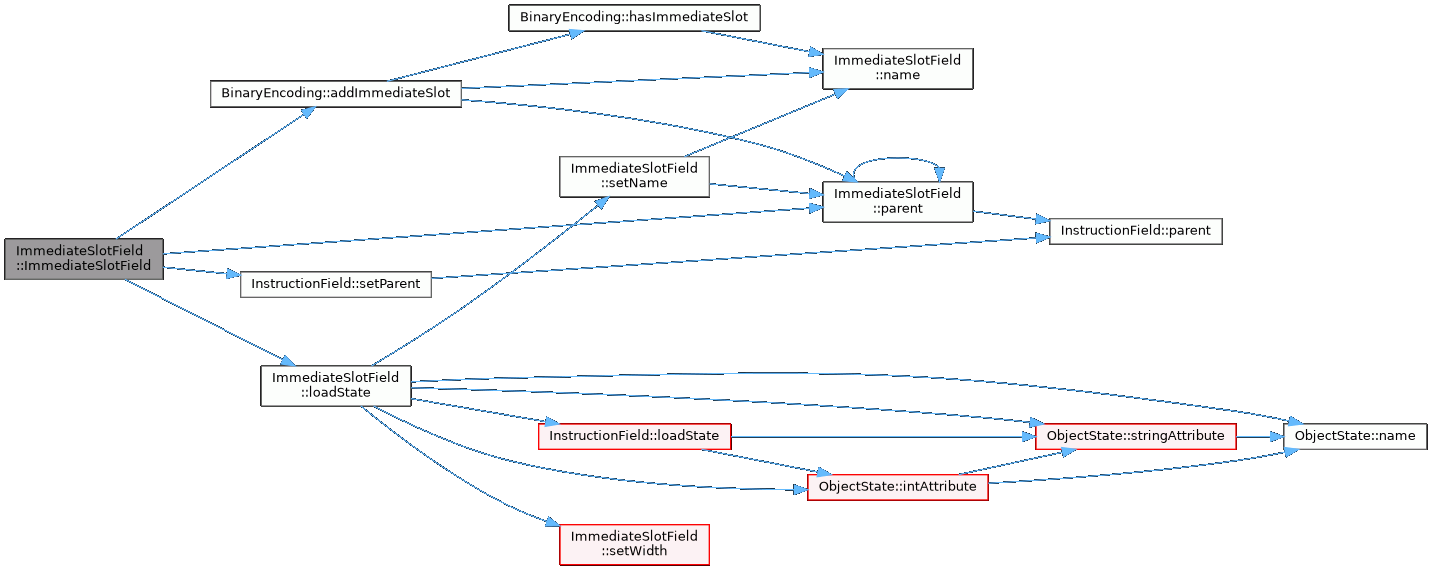 BinaryEncoding::hasImmediateSlot
ImmediateSlotField
::name
BinaryEncoding::addImmediateSlot
ImmediateSlotField
::setName
ImmediateSlotField
::parent
InstructionField::parent
ImmediateSlotField
::ImmediateSlotField
InstructionField::setParent
ImmediateSlotField
::loadState
InstructionField::loadState
ObjectState::stringAttribute
ObjectState::name
ObjectState::intAttribute
ImmediateSlotField
::setWidth